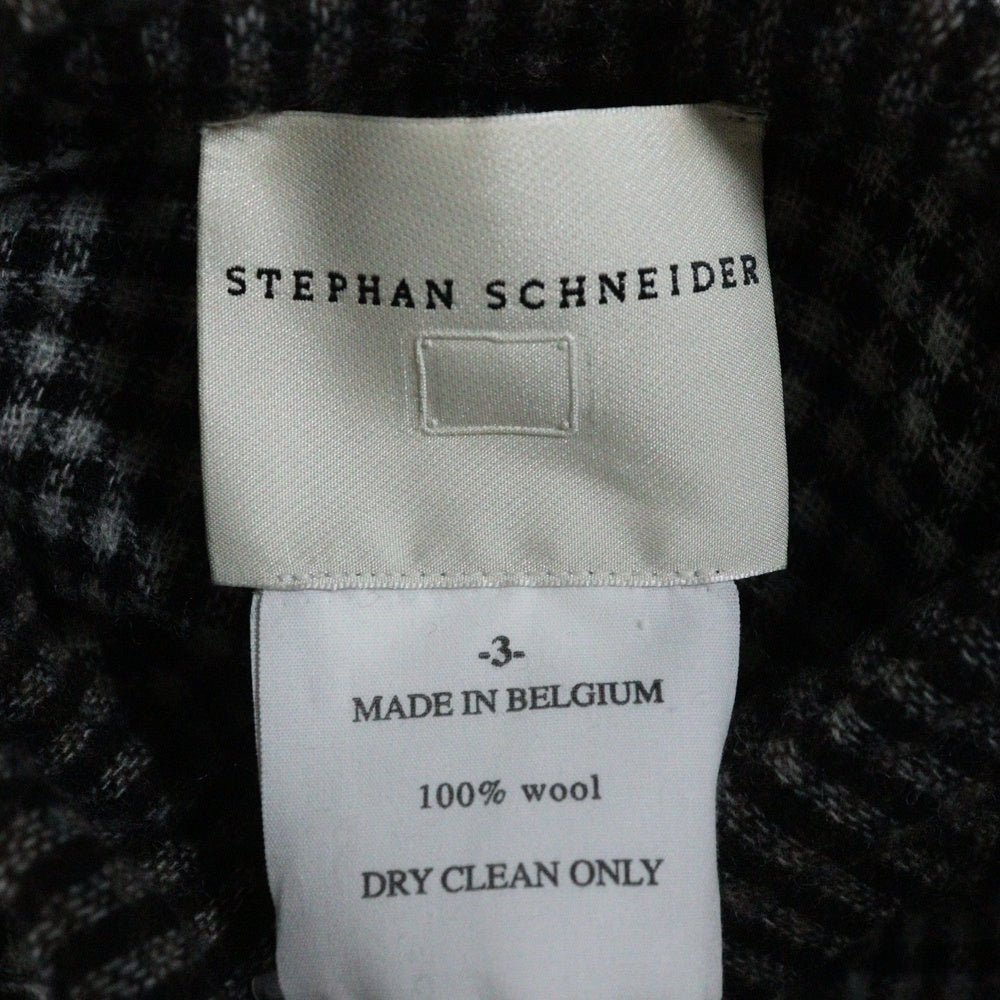 STEPHAN SCHNEIDER
-3-
MADE IN BELGIUM
100% wool
DRY CLEAN ONLY